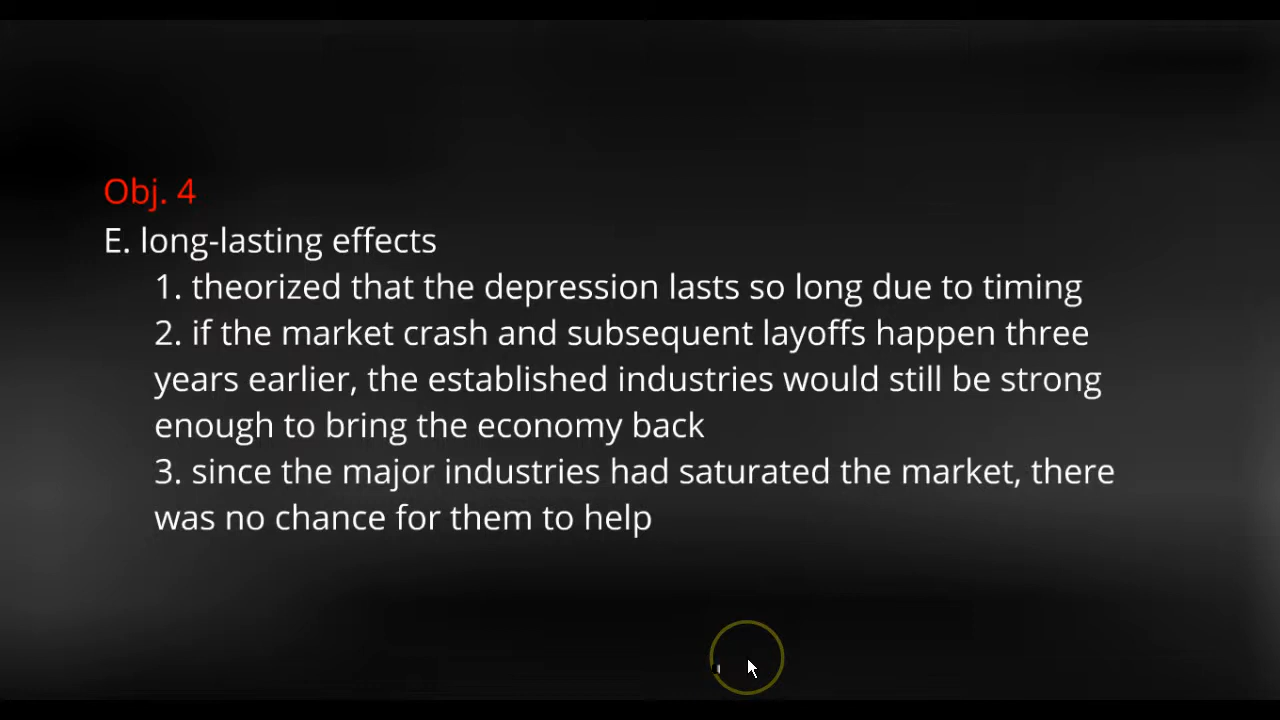 Obj. 4
E. long-lasting effects
1. theorized that the depression lasts so long due to timing
2. if the market crash and subsequent layoffs happen three
years earlier, the established industries would still be strong
enough to bring the economy back
3. since the major industries had saturated the market, there
was no chance for them to help